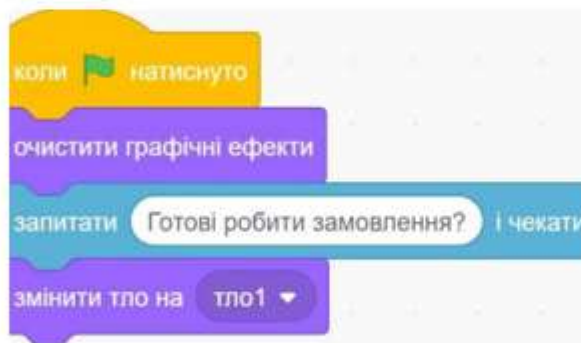 коли натиснуто
очистити графічні ефекти
запитати Готові робити замовлення? і чекати
змінити тло на тло1